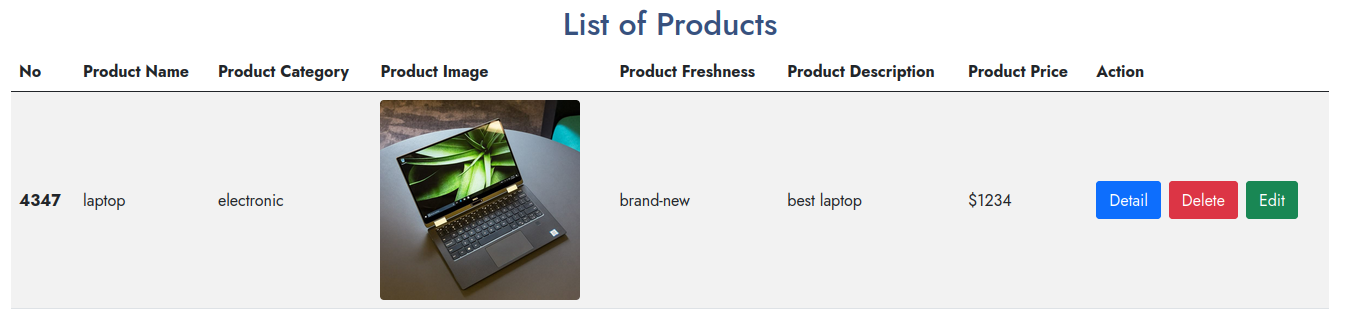 List of Products
No Product Name Product Category Product Image Product Freshness Product Description Product Price Action
4347 laptop electronic brand-new best laptop $1234 Detail Delete Edit